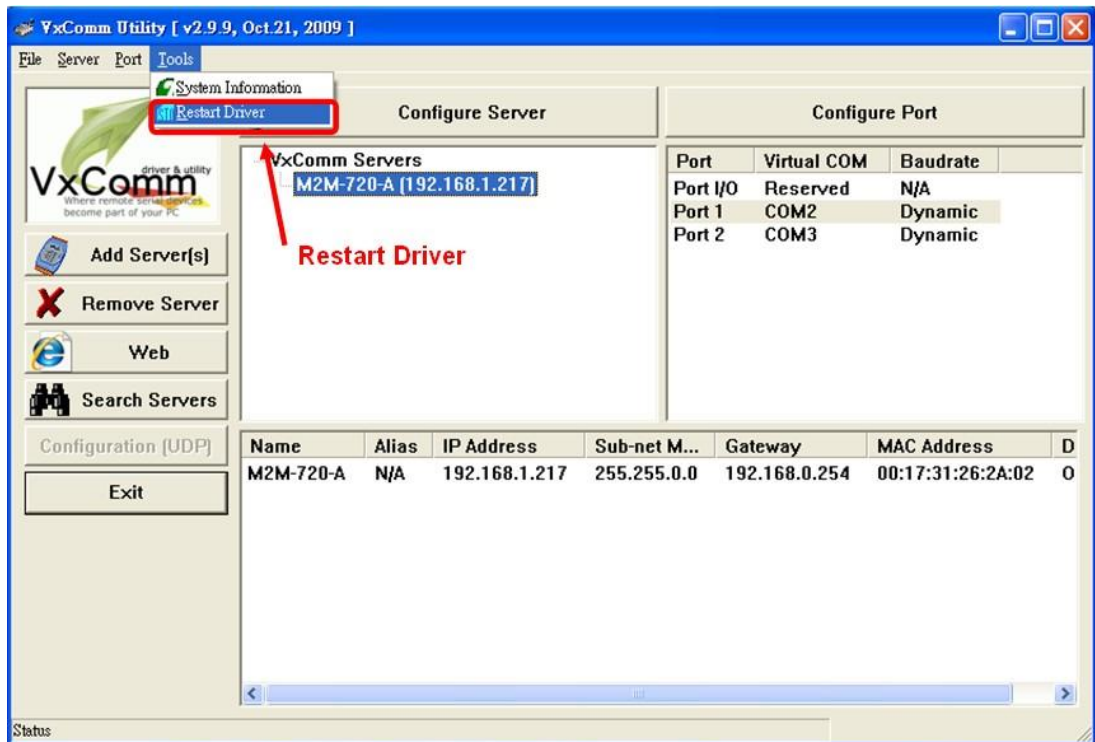 VxComm Utility [ v2.9.9, Oct.21, 2009 ]
File Server Port Tools
System Information
Restart Driver
driver & utility
VxComm
Where remote serial devices
become part of your PC
Add Server(s)
Remove Server
Web
Search Servers
Configuration (UDP)
Exit
Configure Server
VxComm Servers
M2M-720-A (192.168.1.217)
Restart Driver
Configure Port
Port Virtual COM Baudrate
Port I/O Reserved N/A
Port 1 COM2 Dynamic
Port 2 COM3 Dynamic
Name Alias IP Address Sub-net M... Gateway MAC Address D
M2M-720-A N/A 192.168.1.217 255.255.0.0 192.168.0.254 00:17:31:26:2A:02 O
Status